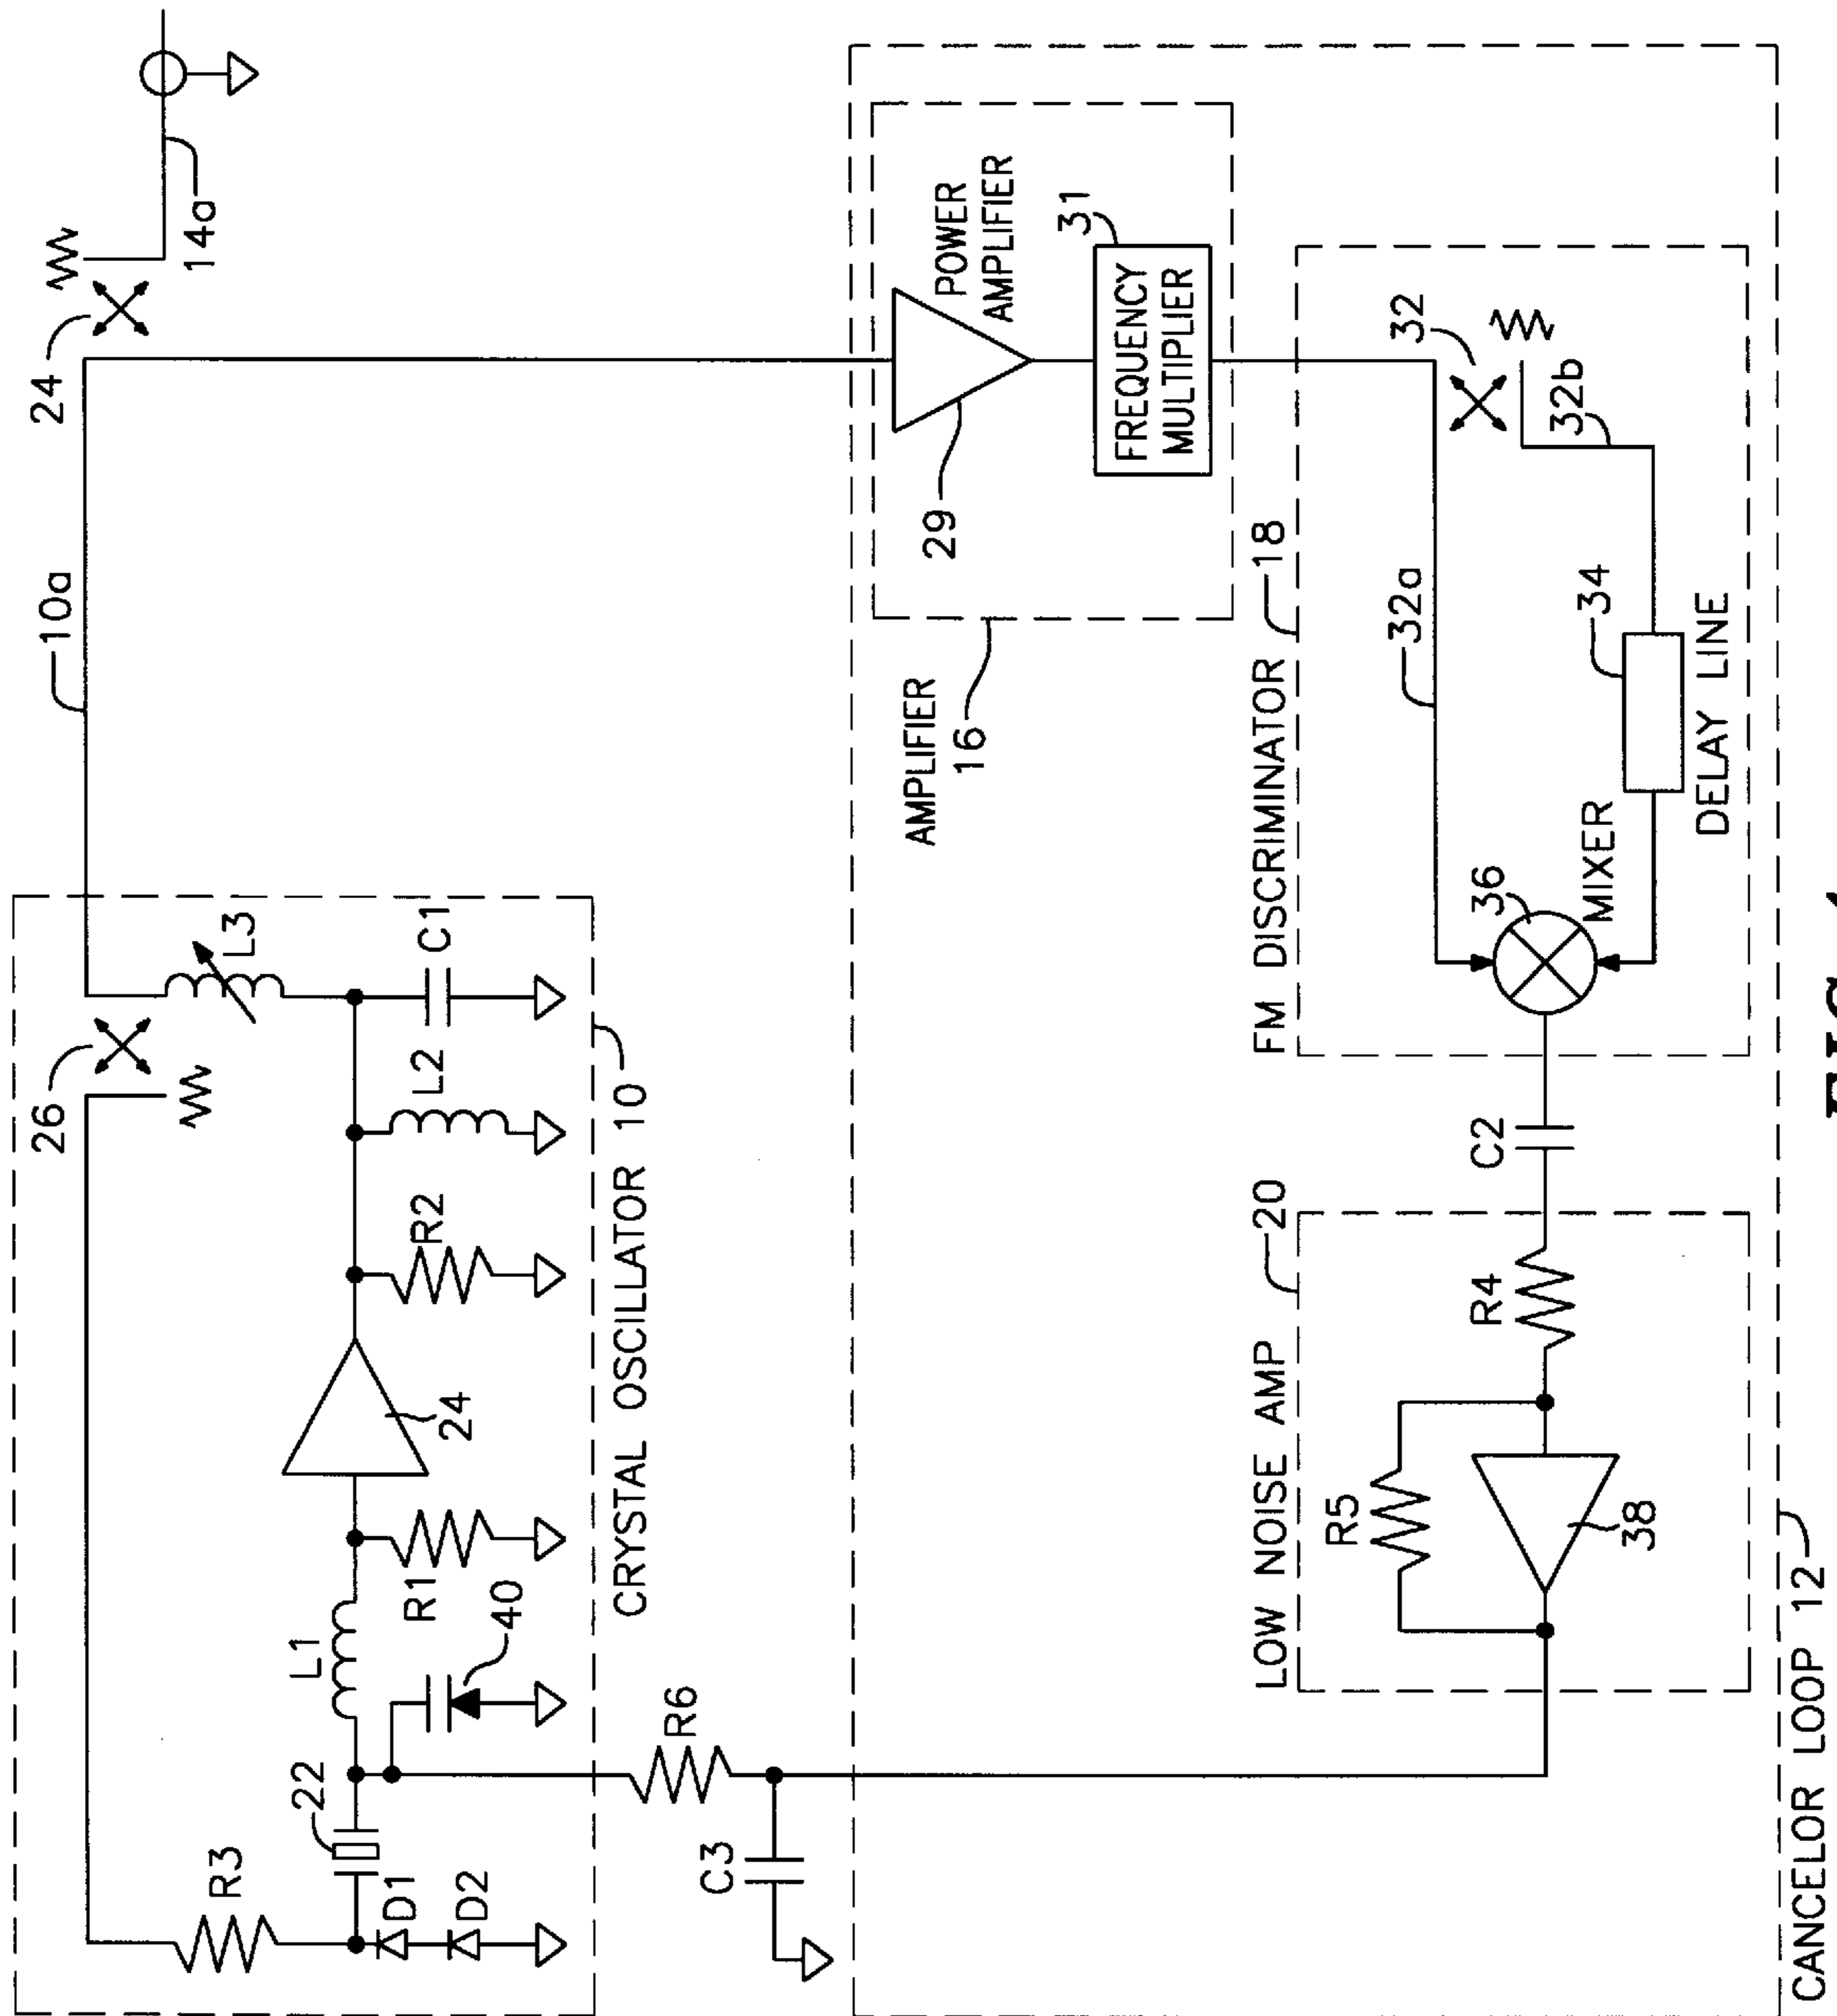 26
10a
24
14a
R3
22
D1
D2
L1
R1
40
24
R2
L2
L3
C1
CRYSTAL OSCILLATOR 10
R6
C3
AMPLIFIER
16
29
POWER
AMPLIFIER
31
FREQUENCY
MULTIPLIER
LOW NOISE AMP
20
R5
38
R4
C2
FM DISCRIMINATOR
18
36
MIXER
32a
32
32b
34
DELAY LINE
CANCELOR LOOP 12